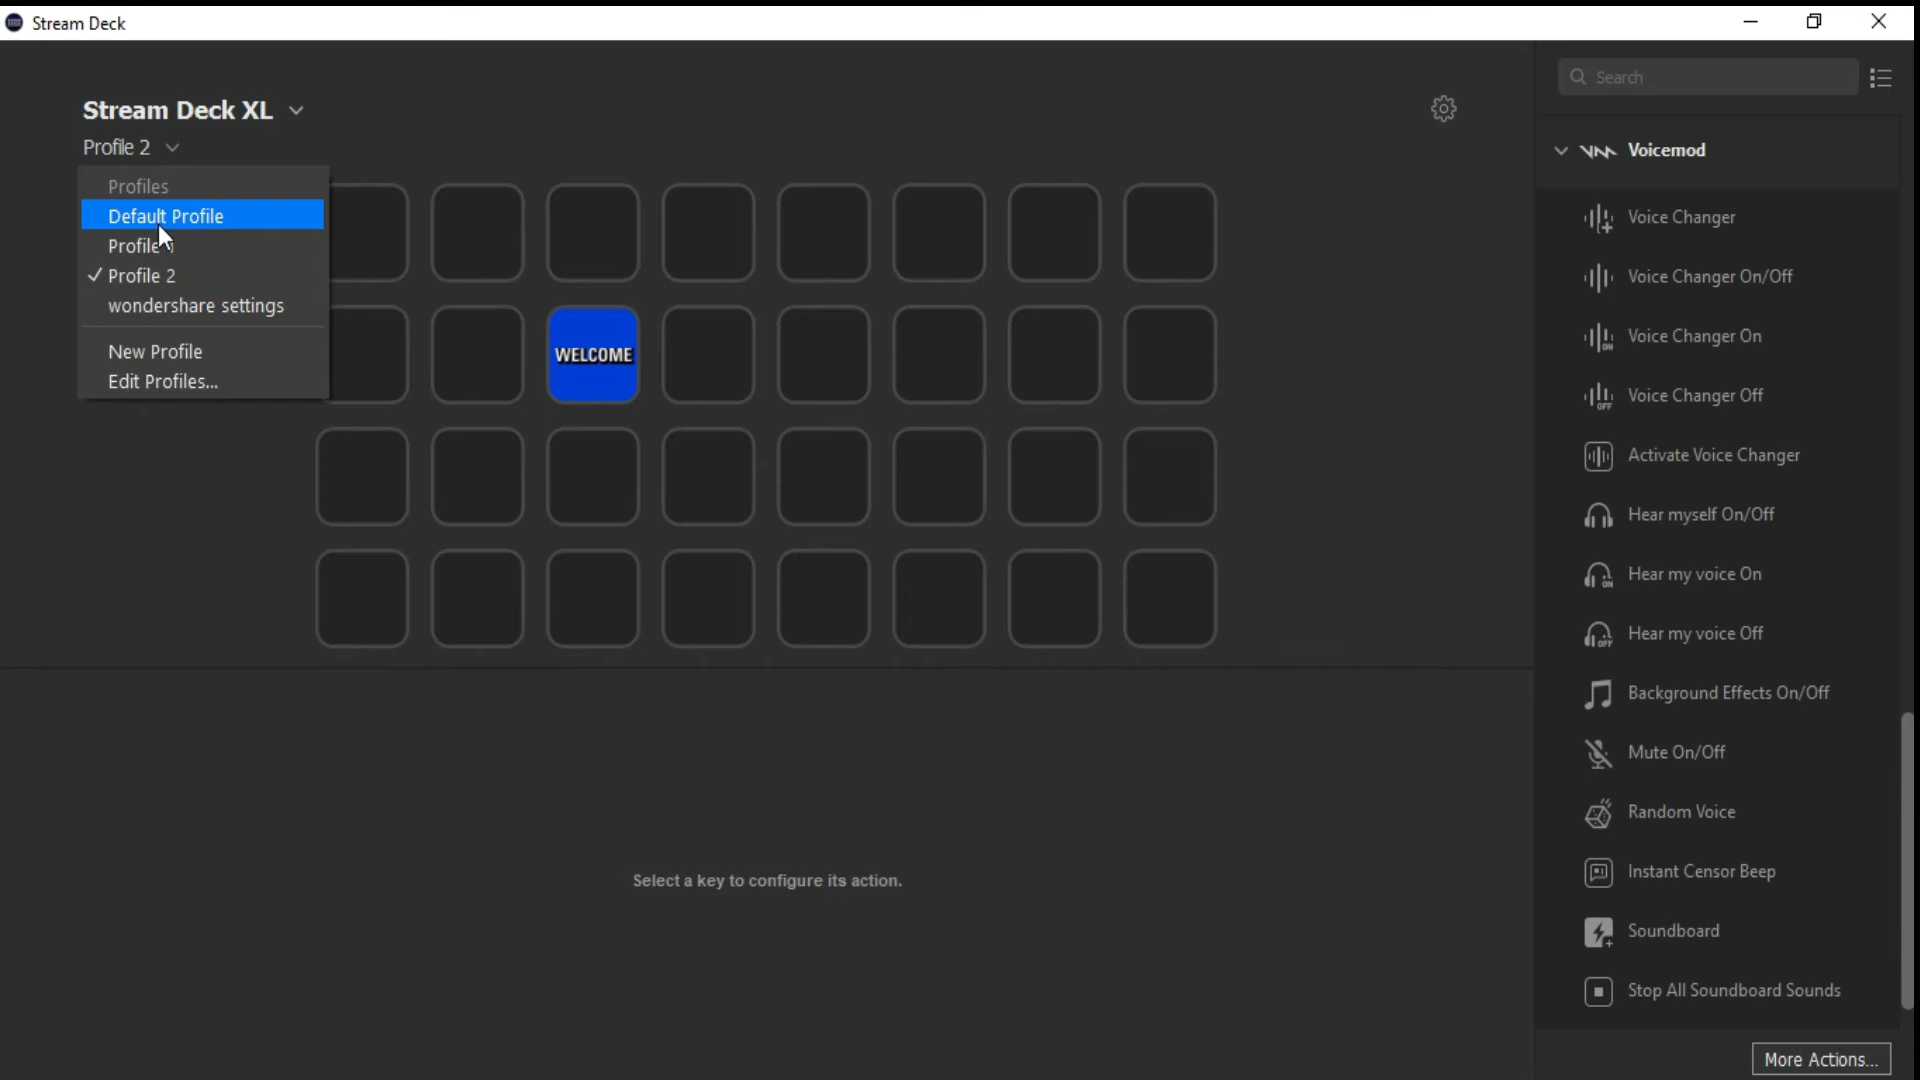 Stream Deck
Search
Stream Deck XL
Profile 2
Profiles
Default Profile
Profile 1
✓ Profile 2
wondershare settings
New Profile
Edit Profiles...
WELCOME
Select a key to configure its action.
Voicemod
Voice Changer
Voice Changer On/Off
Voice Changer On
Voice Changer Off
Activate Voice Changer
Hear myself On/Off
Hear my voice On
Hear my voice Off
Background Effects On/Off
Mute On/Off
Random Voice
Instant Censor Beep
Soundboard
Stop All Soundboard Sounds
More Actions...